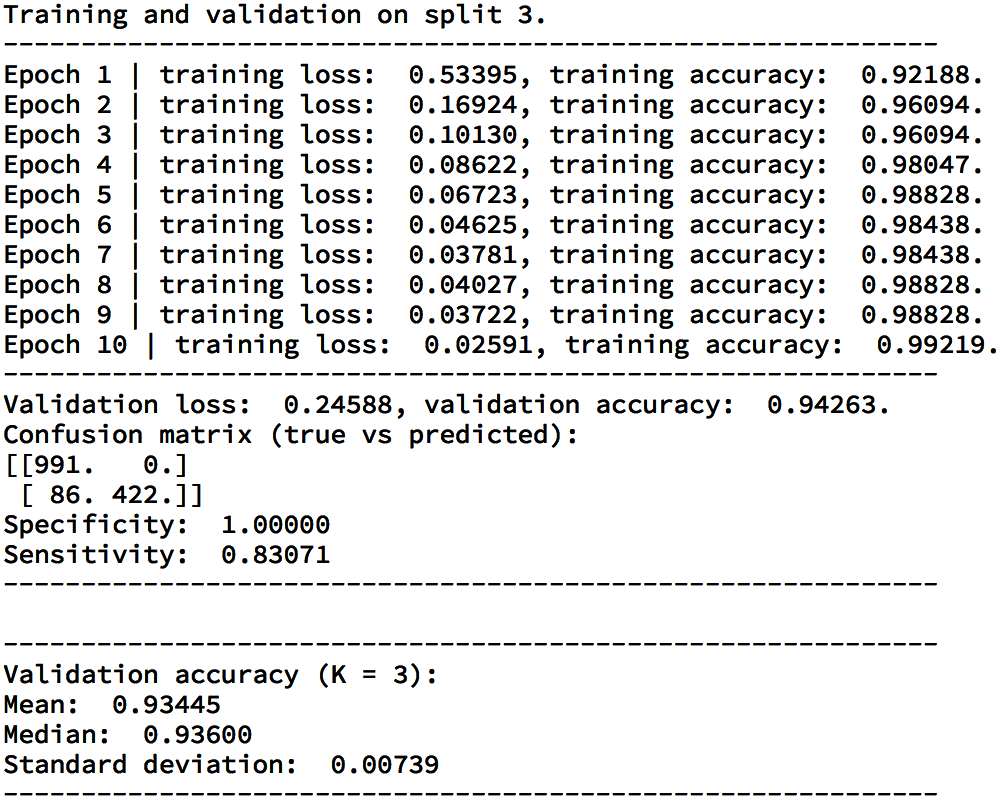 Training and validation on split 3.
------------------------------------------------------------
Epoch 1 | training loss:  0.53395, training accuracy:  0.92188.
Epoch 2 | training loss:  0.16924, training accuracy:  0.96094.
Epoch 3 | training loss:  0.10130, training accuracy:  0.96094.
Epoch 4 | training loss:  0.08622, training accuracy:  0.98047.
Epoch 5 | training loss:  0.06723, training accuracy:  0.98828.
Epoch 6 | training loss:  0.04625, training accuracy:  0.98438.
Epoch 7 | training loss:  0.03781, training accuracy:  0.98438.
Epoch 8 | training loss:  0.04027, training accuracy:  0.98828.
Epoch 9 | training loss:  0.03722, training accuracy:  0.98828.
Epoch 10 | training loss:  0.02591, training accuracy:  0.99219.
------------------------------------------------------------
Validation loss:  0.24588, validation accuracy:  0.94263.
Confusion matrix (true vs predicted):
[[991.   0.]
 [ 86. 422.]]
Specificity:  1.00000
Sensitivity:  0.83071
------------------------------------------------------------
------------------------------------------------------------
Validation accuracy (K = 3):
Mean:  0.93445
Median:  0.93600
Standard deviation:  0.00739
------------------------------------------------------------